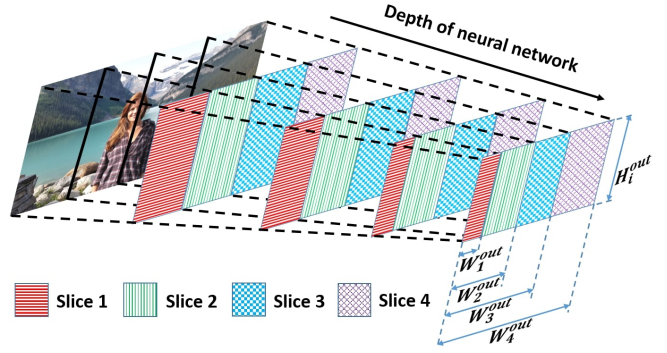 Depth of neural network
H_i^{out}
W_1^{out}
W_2^{out}
W_3^{out}
W_4^{out}
Slice 1
Slice 2
Slice 3
Slice 4